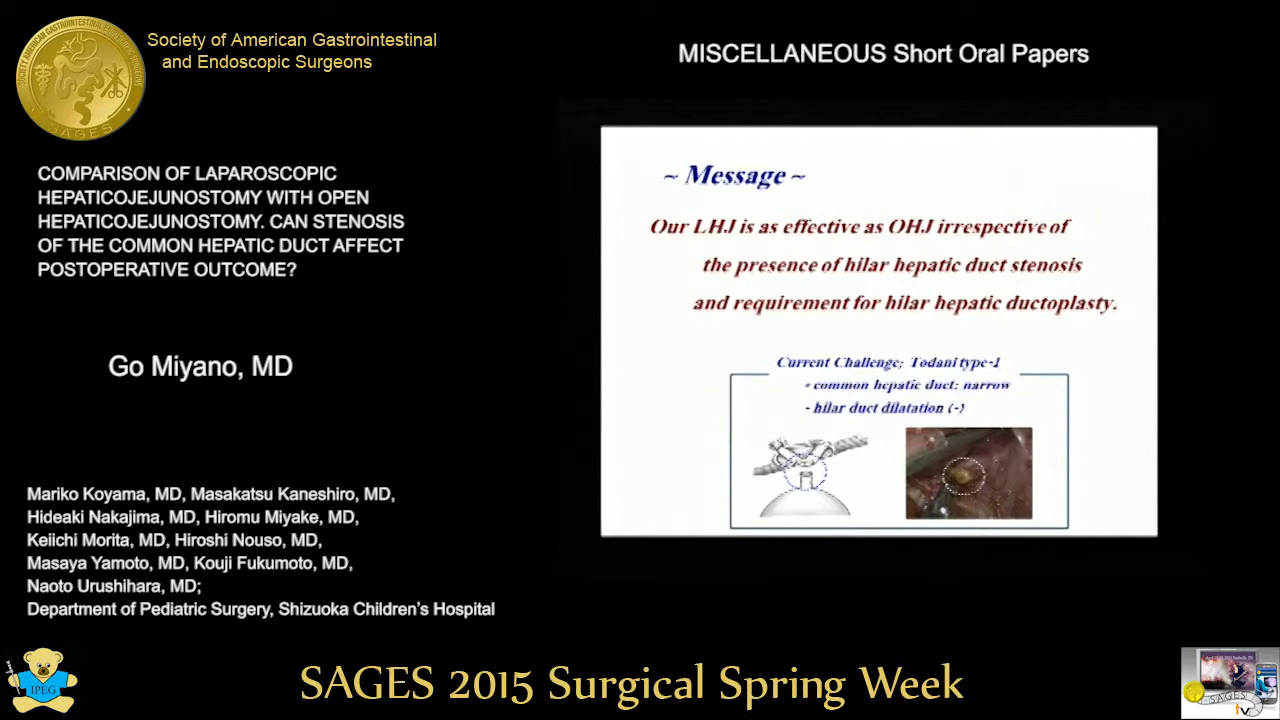 Society of American Gastrointestinal
and Endoscopic Surgeons
SAGES
MISCELLANEOUS Short Oral Papers
COMPARISON OF LAPAROSCOPIC
HEPATICOJEJUNOSTOMY WITH OPEN
HEPATICOJEJUNOSTOMY. CAN STENOSIS
OF THE COMMON HEPATIC DUCT AFFECT
POSTOPERATIVE OUTCOME?
Go Miyano, MD
Mariko Koyama, MD, Masakatsu Kaneshiro, MD,
Hideaki Nakajima, MD, Hiromu Miyake, MD,
Keiichi Morita, MD, Hiroshi Nouso, MD,
Masaya Yamoto, MD, Kouji Fukumoto, MD,
Naoto Urushihara, MD;
Department of Pediatric Surgery, Shizuoka Children's Hospital
~ Message ~
Our LHJ is as effective as OHJ irrespective of
the presence of hilar hepatic duct stenosis
and requirement for hilar hepatic ductoplasty.
Current Challenge; Todani type-I
- common hepatic duct: narrow
- hilar duct dilatation (-)
IPEG
SAGES 2015 Surgical Spring Week
SAGES
tv